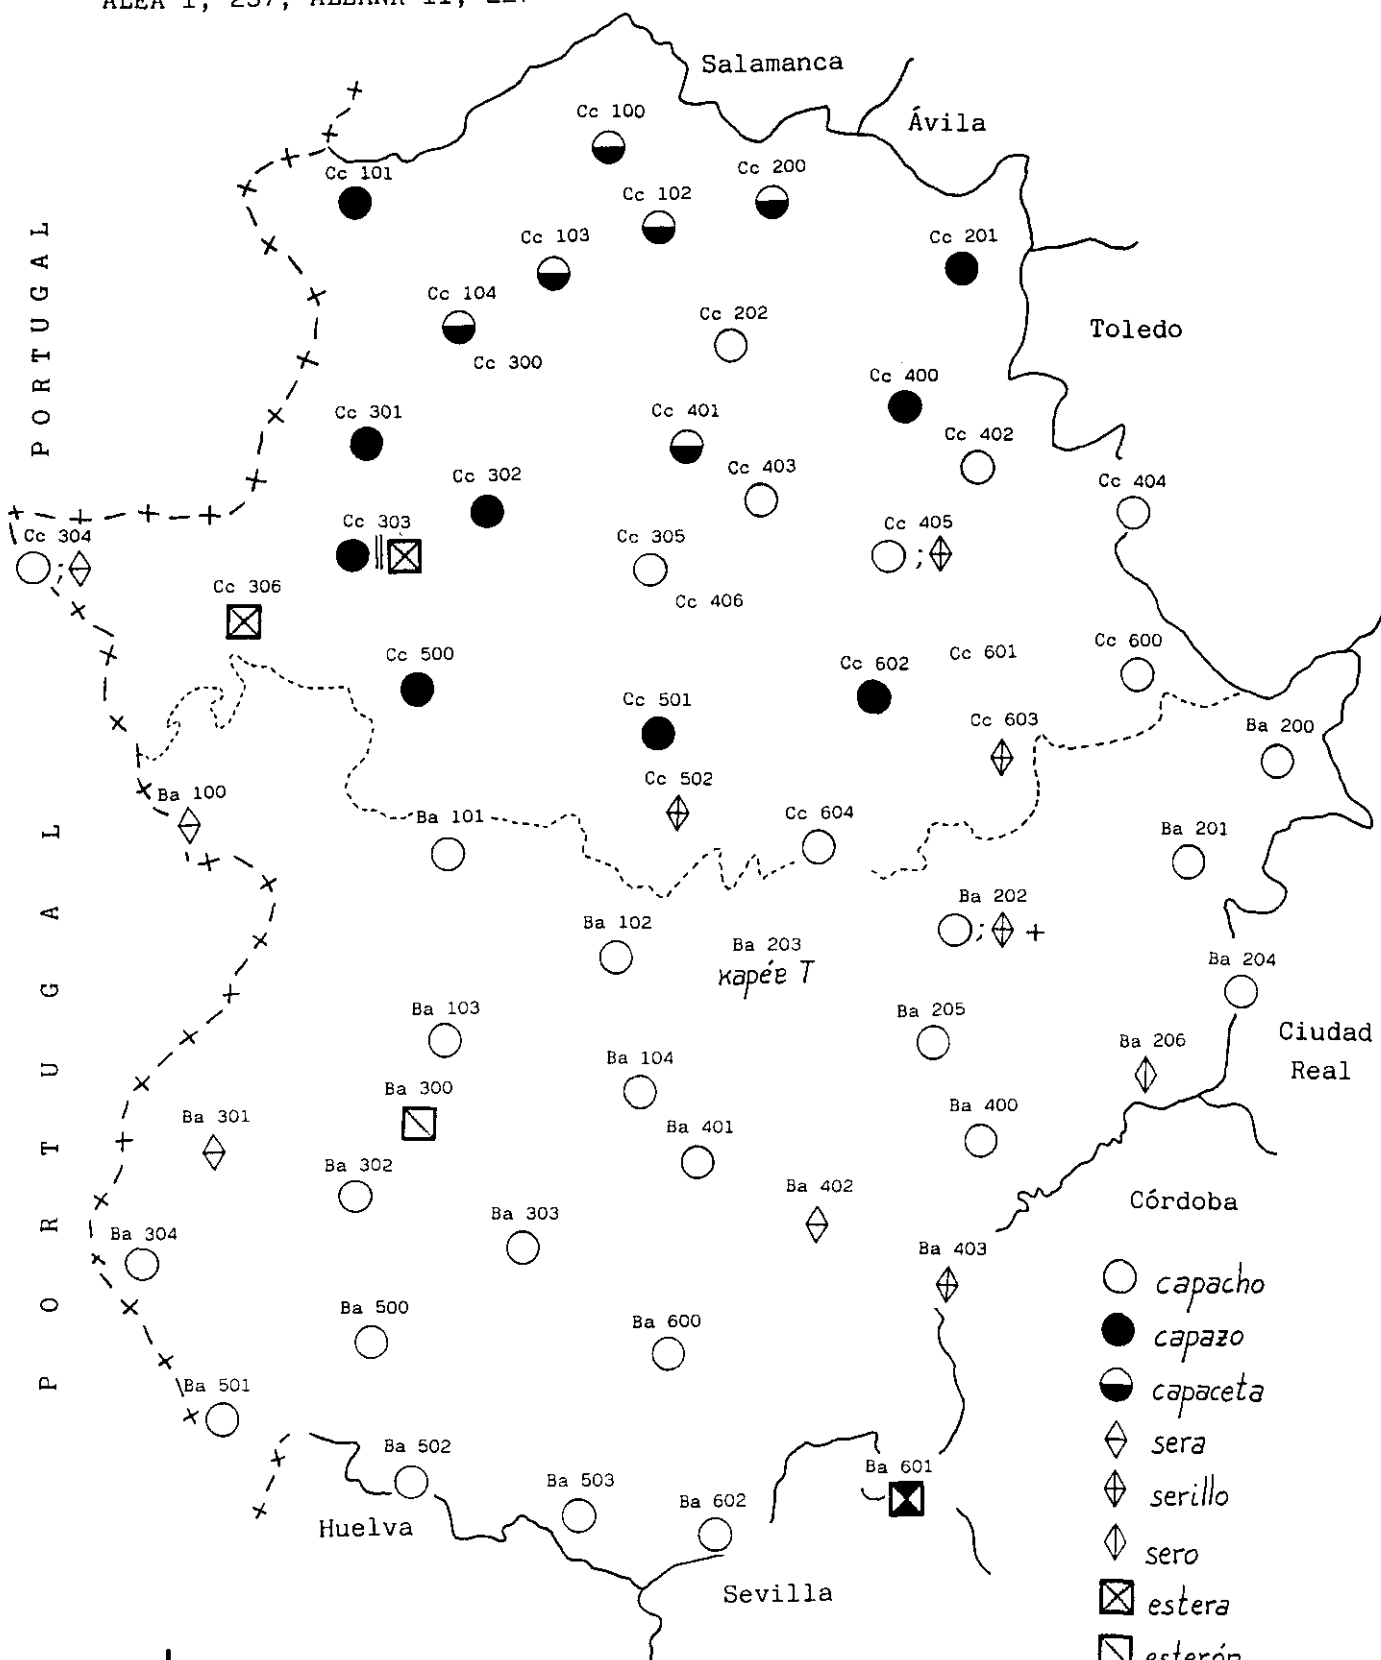 Salamanca
Ávila
Cc 100
Cc 101
Cc 200
Cc 102
Cc 103
Cc 201
PORTUGAL
Cc 104
Cc 202
Toledo
Cc 300
Cc 400
Cc 301
Cc 401
Cc 402
Cc 302
Cc 403
Cc 404
Cc 303
Cc 405
Cc 304
;
Cc 305
;
Cc 306
Cc 406
Cc 500
Cc 602
Cc 601
Cc 600
Cc 501
Cc 603
Ba 200
Cc 502
Ba 100
Ba 101
Cc 604
Ba 201
PORTUGAL
Ba 202
; +
Ba 102
Ba 203
kapée T
Ba 204
Ba 103
Ba 205
Ciudad
Real
Ba 206
Ba 104
Ba 300
Ba 301
Ba 400
Ba 401
Ba 302
Ba 402
Córdoba
Ba 303
Ba 304
Ba 403
Ba 500
Ba 600
Ba 501
Ba 502
Ba 601
Ba 503
Ba 602
Huelva
Sevilla
capacho
capazo
capaceta
sera
serillo
sero
estera
esterón